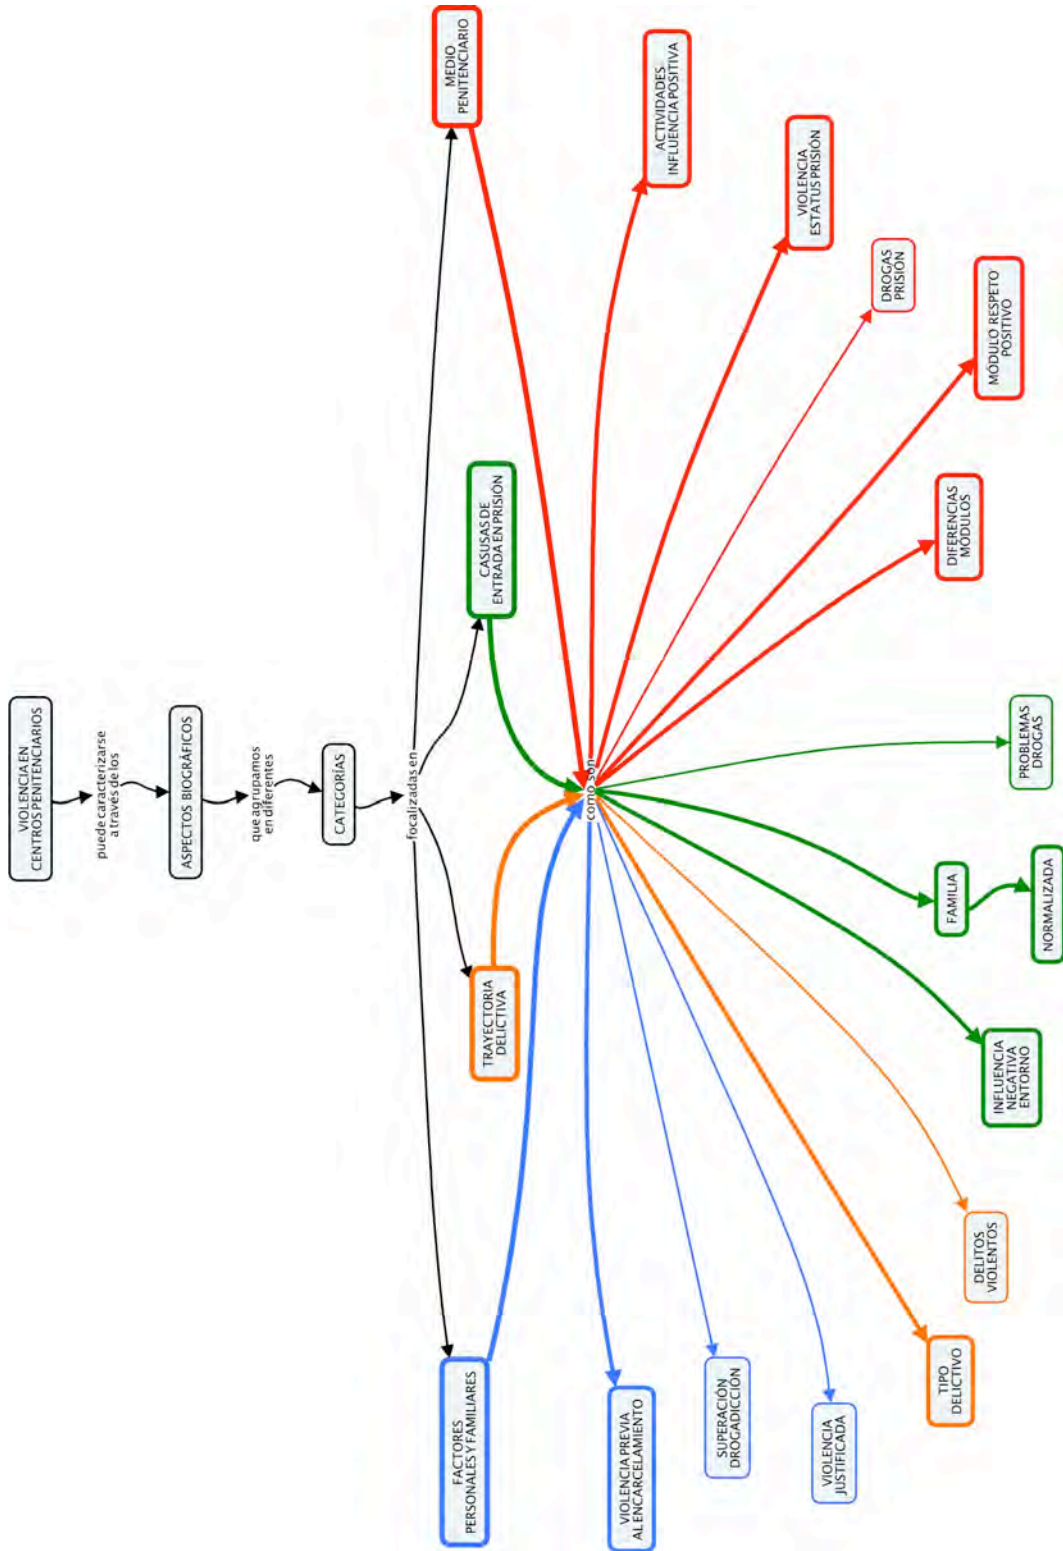 VIOLENCIA EN
CENTROS PENITENCIARIOS
puede caracterizarse
a través de los
ASPECTOS BIOGRÁFICOS
que agrupamos
en diferentes
CATEGORÍAS
focalizadas en
FACTORES
PERSONALES Y FAMILIARES
TRAYECTORIA
DELICTIVA
CASUSAS DE
ENTRADA EN PRISIÓN
MEDIO
PENITENCIARIO
como son
VIOLENCIA PREVIA
AL ENCARCELAMIENTO
SUPERACIÓN
DROGADICCIÓN
VIOLENCIA
JUSTIFICADA
TIPO
DELICTIVO
DELITOS
VIOLENTOS
INFLUENCIA
NEGATIVA
ENTORNO
FAMILIA
NORMALIZADA
PROBLEMAS
DROGAS
DIFERENCIAS
MÓDULOS
MÓDULO RESPETO
POSITIVO
DROGAS
PRISIÓN
VIOLENCIA
ESTATUS PRISIÓN
ACTIVIDADES
INFLUENCIA POSITIVA